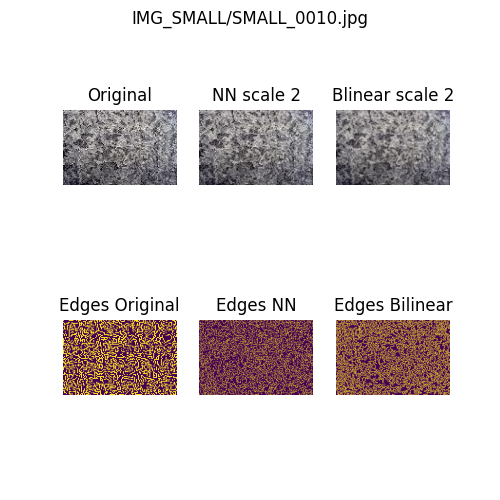 IMG_SMALL/SMALL_0010.jpg
Original
NN scale 2
Blinear scale 2
Edges Original
Edges NN
Edges Bilinear